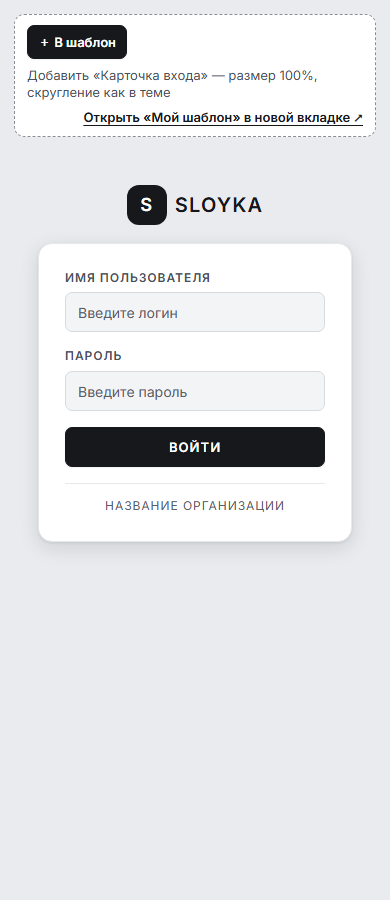 + В шаблон
Добавить «Карточка входа» — размер 100%,
скругление как в теме
Открыть «Мой шаблон» в новой вкладке ↗
S SLOYKA
ИМЯ ПОЛЬЗОВАТЕЛЯ
Введите логин
ПАРОЛЬ
Введите пароль
ВОЙТИ
НАЗВАНИЕ ОРГАНИЗАЦИИ